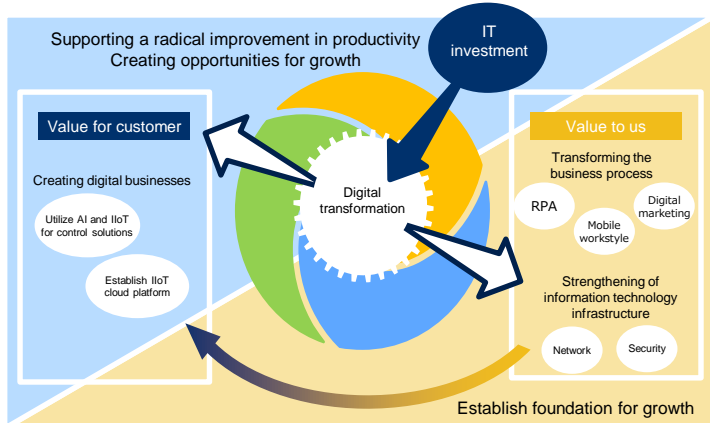 Supporting a radical improvement in productivity
Creating opportunities for growth
IT
investment
Value for customer
Creating digital businesses
Utilize AI and IIoT
for control solutions
Establish IIoT
cloud platform
Digital
transformation
Value to us
Transforming the
business process
RPA
Mobile
workstyle
Digital
marketing
Strengthening of
information technology
infrastructure
Network
Security
Establish foundation for growth